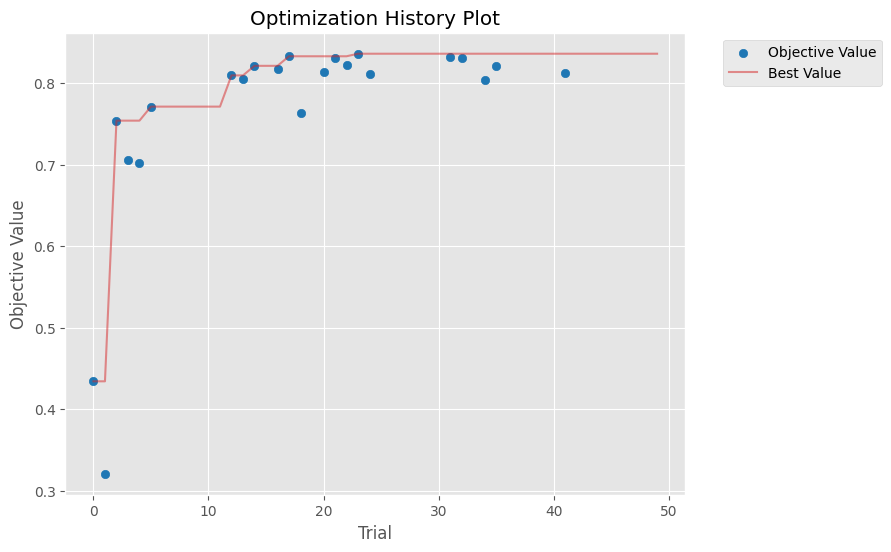 Optimization History Plot
Objective Value
Best Value
Objective Value
0.8
0.7
0.6
0.5
0.4
0.3
0 10 20 30 40 50
Trial